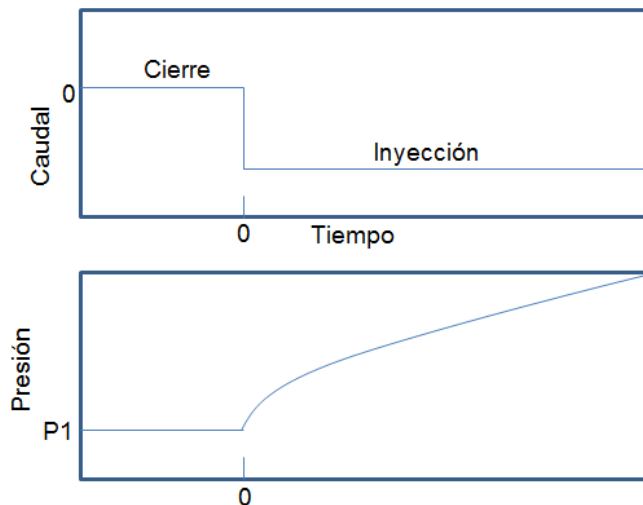 Cierre
0
Caudal
Inyección
0
Tiempo
Presión
P1
0